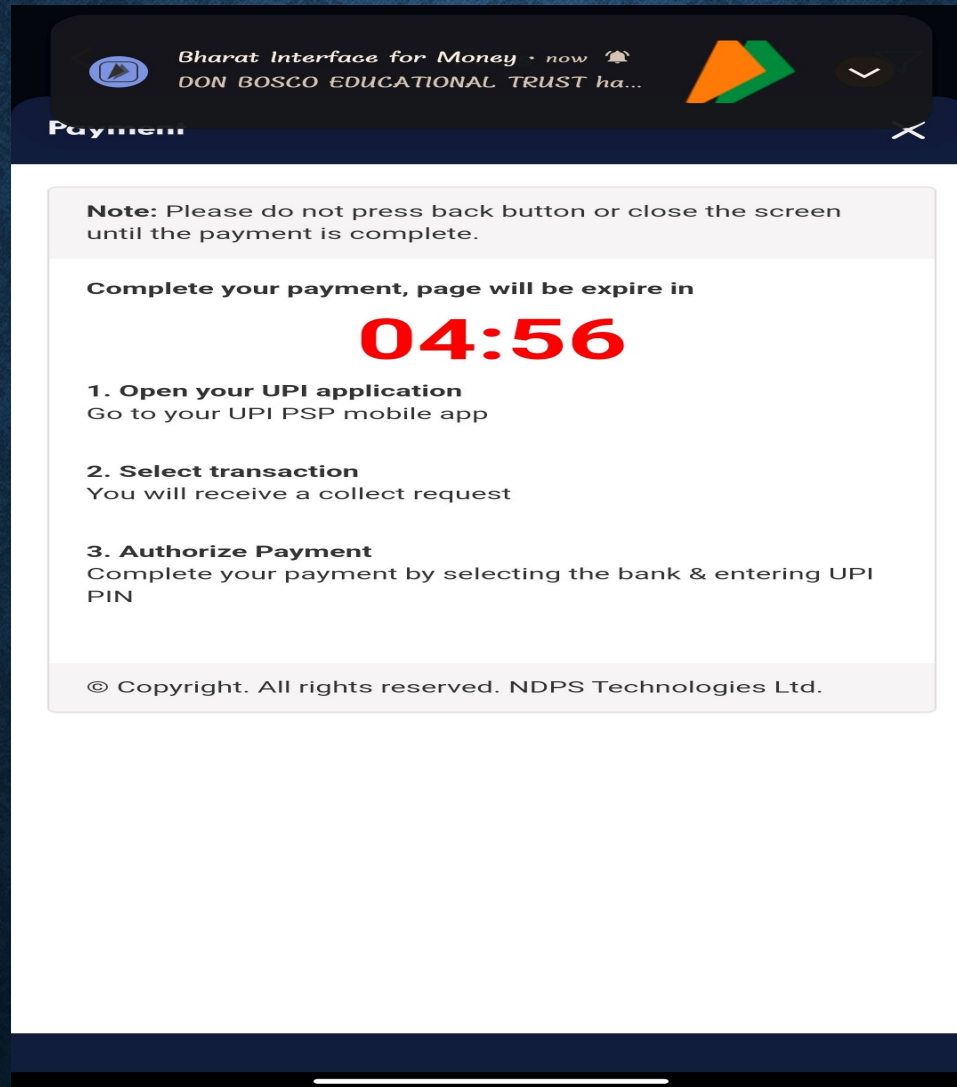 Bharat Interface for Money • now
DON BOSCO EDUCATIONAL TRUST ha...
Payment
Note: Please do not press back button or close the screen
until the payment is complete.
Complete your payment, page will be expire in
04:56
1. Open your UPI application
Go to your UPI PSP mobile app
2. Select transaction
You will receive a collect request
3. Authorize Payment
Complete your payment by selecting the bank & entering UPI
PIN
© Copyright. All rights reserved. NDPS Technologies Ltd.